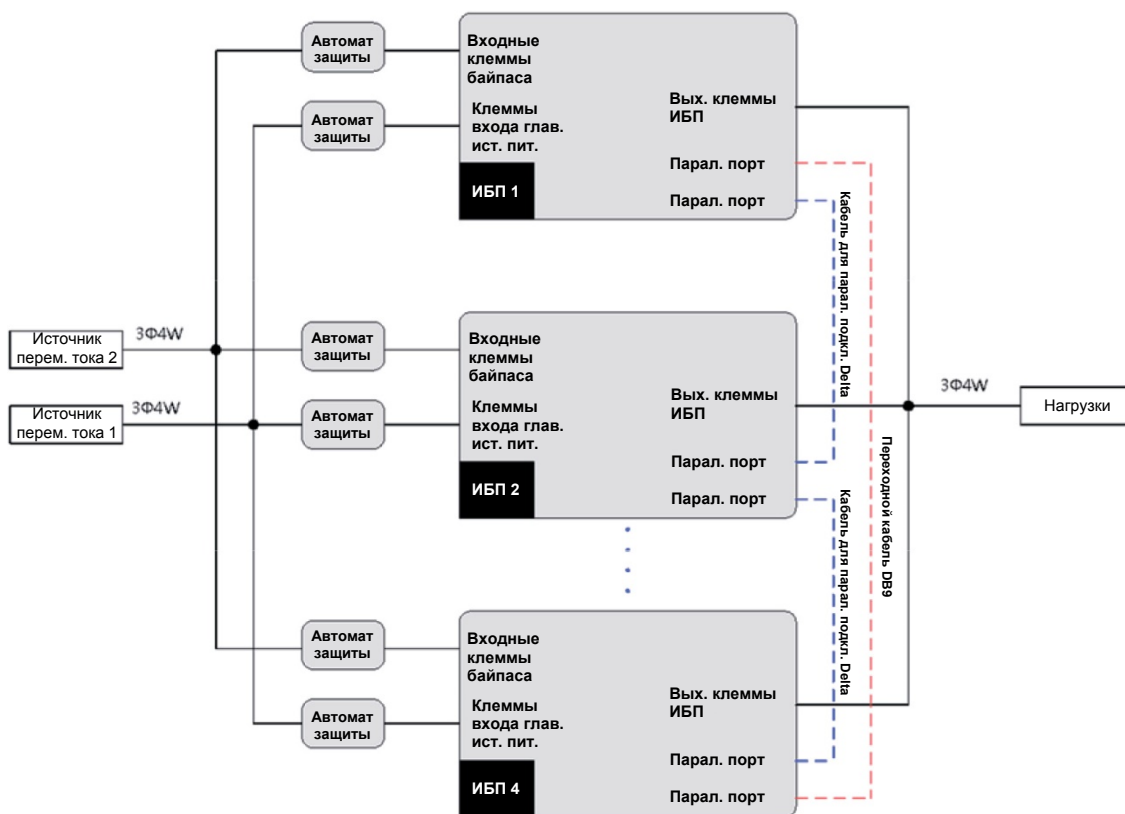 Автомат
защиты
Входные
клеммы
байпаса
Автомат
защиты
Клеммы
входа глав.
ист. пит.
Вых. клеммы
ИБП
Парал. порт
Парал. порт
ИБП 1
Источник
перем. тока 2
3Ф4W
Автомат
защиты
Входные
клеммы
байпаса
Источник
перем. тока 1
3Ф4W
Автомат
защиты
Клеммы
входа глав.
ист. пит.
Вых. клеммы
ИБП
Парал. порт
Парал. порт
ИБП 2
Кабель для парал. подкл. Delta
Кабель для парал. подкл. Delta
Переходной кабель DB9
3Ф4W
Нагрузки
Автомат
защиты
Входные
клеммы
байпаса
Автомат
защиты
Клеммы
входа глав.
ист. пит.
Вых. клеммы
ИБП
Парал. порт
Парал. порт
ИБП 4